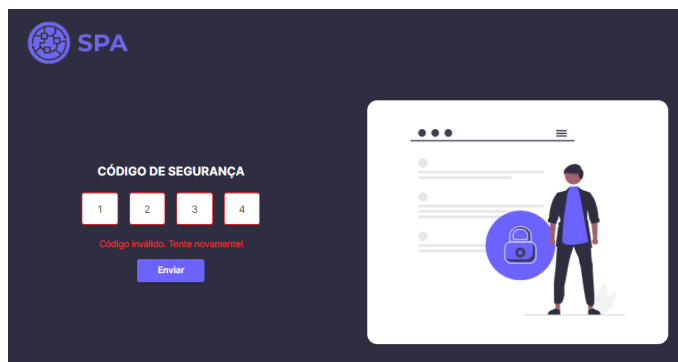 SPA
CÓDIGO DE SEGURANÇA
1 2 3 4
Código inválido. Tente novamente!
Enviar